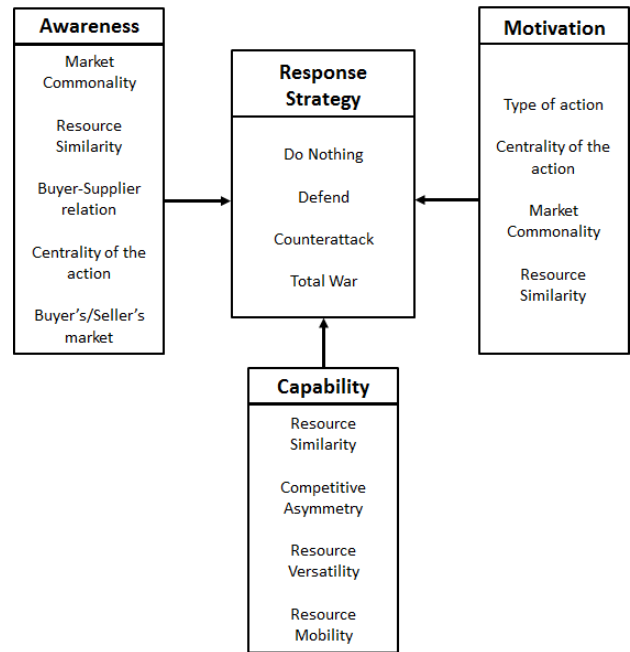 Awareness
Market
Commonality
Resource
Similarity
Buyer-Supplier
relation
Centrality of the
action
Buyer’s/Seller’s
market
Response
Strategy
Do Nothing
Defend
Counterattack
Total War
Motivation
Type of action
Centrality of the
action
Market
Commonality
Resource
Similarity
Capability
Resource
Similarity
Competitive
Asymmetry
Resource
Versatility
Resource
Mobility